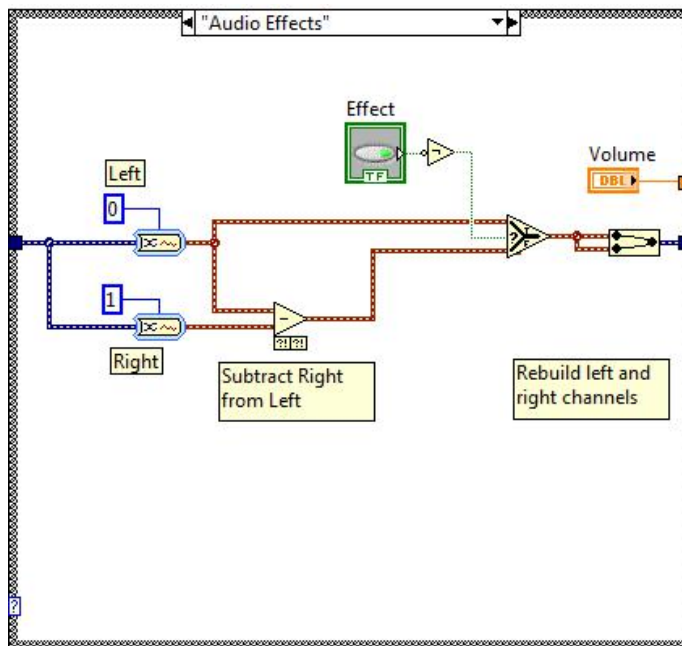 "Audio Effects"
Effect
TF
Volume
DBL
Left
0
?
T
F
1
Right
-
?! ?!
Subtract Right
from Left
Rebuild left and
right channels
?